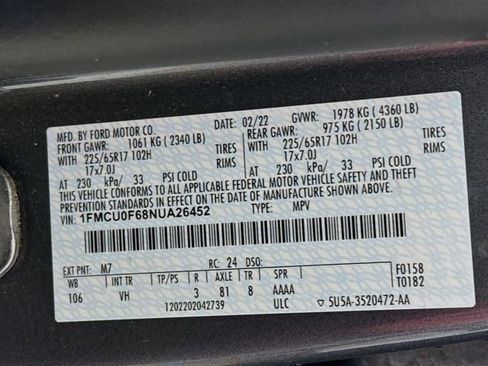 MFD. BY FORD MOTOR CO.
02/22 GVWR: 1978 KG ( 4360 LB)
FRONT GAWR: 1061 KG ( 2340 LB)
REAR GAWR: 975 KG ( 2150 LB)
WITH 225/65R17 102H TIRES
WITH 225/65R17 102H TIRES
17x7.0J RIMS
17x7.0J RIMS
AT 230 kPa/ 33 PSI COLD
AT 230 kPa/ 33 PSI COLD
THIS VEHICLE CONFORMS TO ALL APPLICABLE FEDERAL MOTOR VEHICLE
SAFETY AND THEFT PREVENTION STANDARDS IN EFFECT ON THE DATE OF MANUFACTURE SHOWN ABOVE.
VIN: 1FMCU0F68NUA26452
TYPE: MPV
EXT PNT: M7 RC: 24 DSO:
WB TP/PS R AXLE TR SPR
106 VH 3 81 8 AAAA
1202202042739 ULC
F0158
T0182
5U5A-3520472-AA